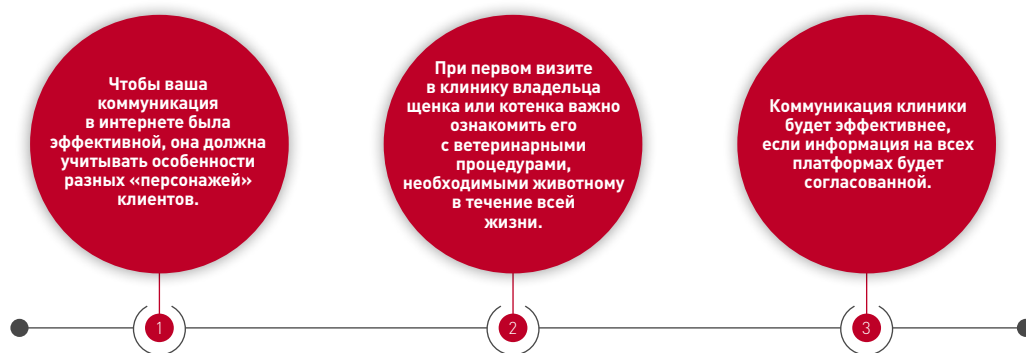 Чтобы ваша
коммуникация
в интернете была
эффективной, она должна
учитывать особенности
разных «персонажей»
клиентов.
При первом визите
в клинику владельца
щенка или котенка важно
ознакомить его
с ветеринарными
процедурами,
необходимыми животному
в течение всей
жизни.
Коммуникация клиники
будет эффективнее,
если информация на всех
платформах будет
согласованной.
1
2
3